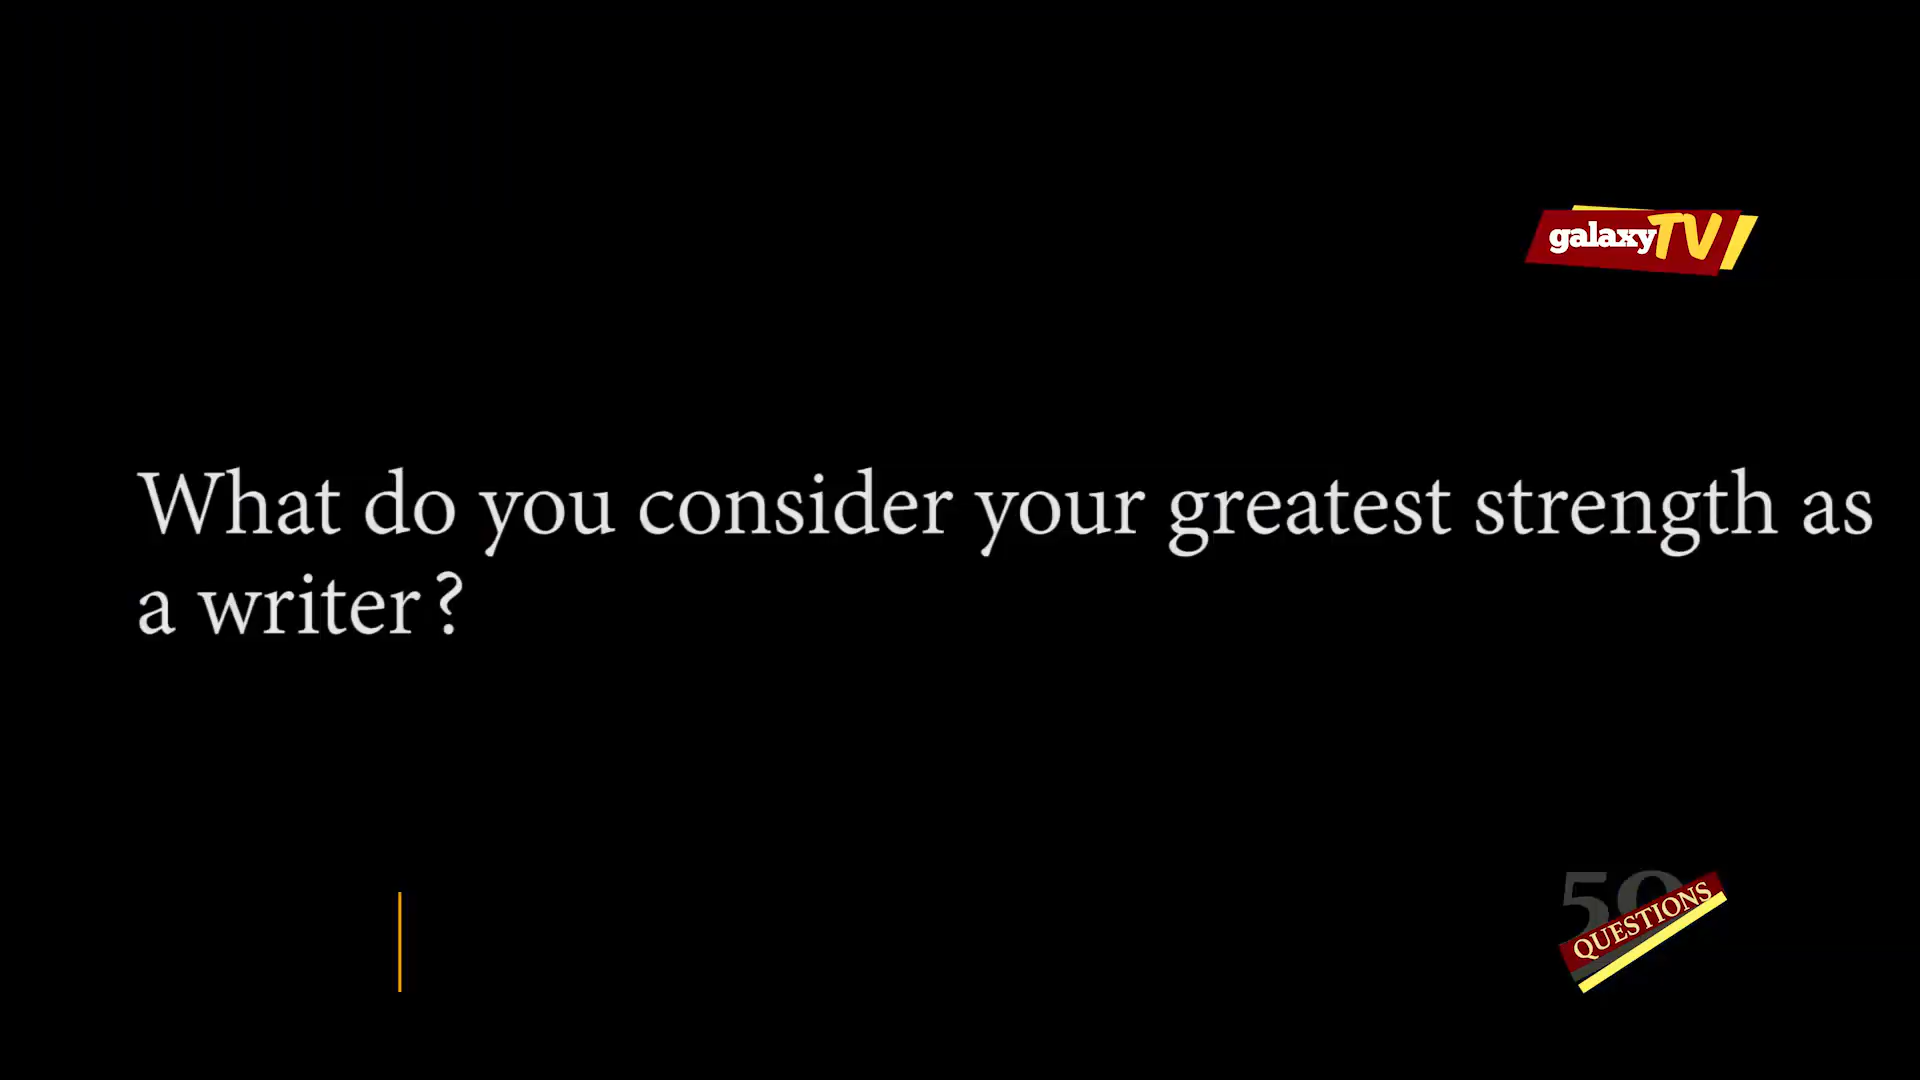 galaxyTV
What do you consider your greatest strength as
a writer ?
50
QUESTIONS